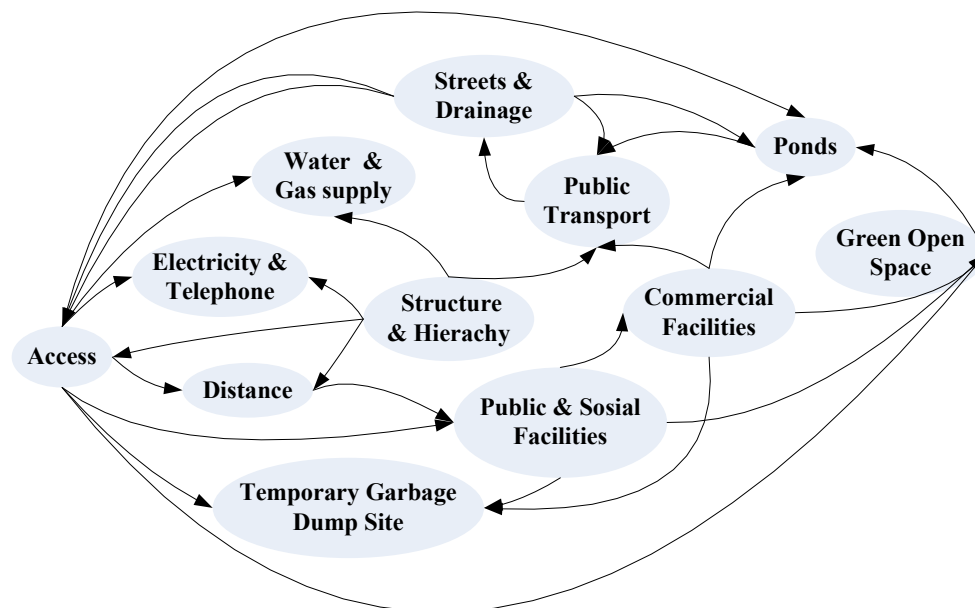 Streets &
Drainage
Ponds
Water  &
Gas supply
Public
Transport
Green Open
Space
Electricity &
Telephone
Structure
& Hierachy
Commercial
Facilities
Access
Distance
Public & Sosial
Facilities
Temporary Garbage
Dump Site